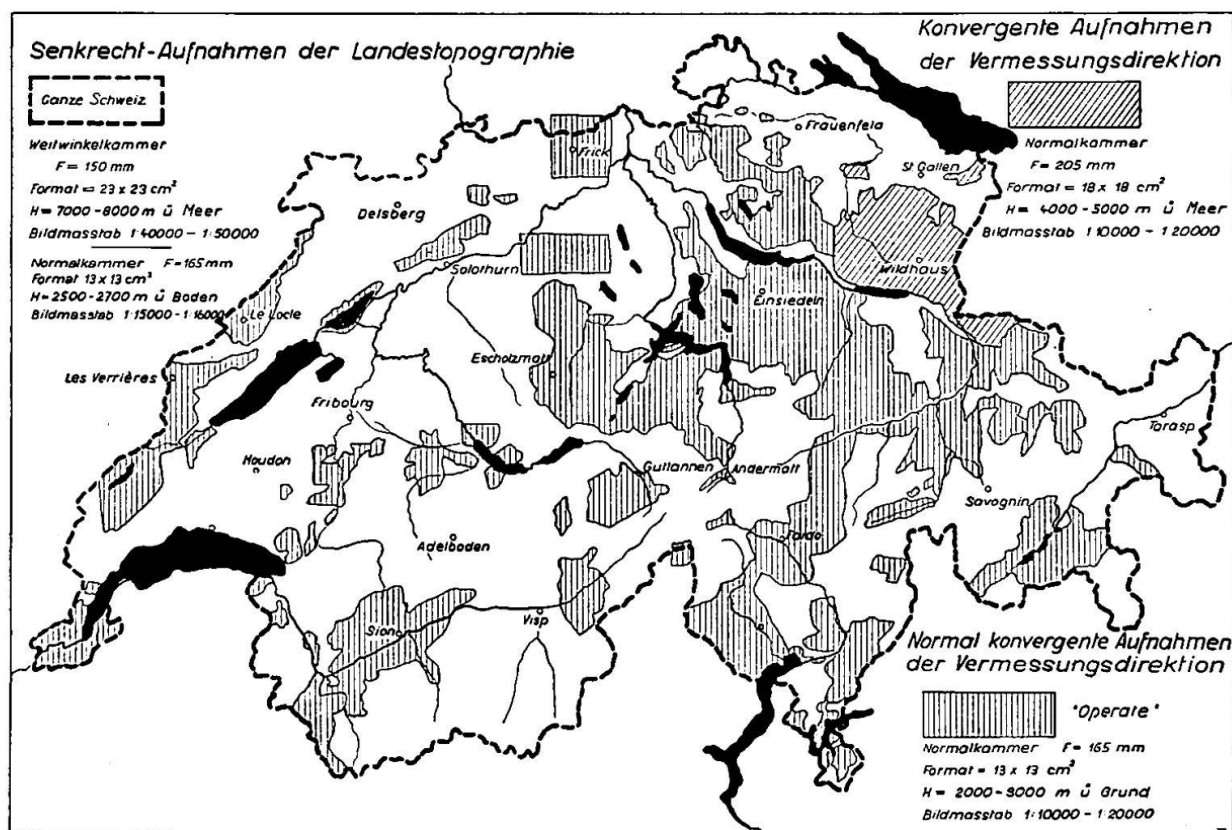 Senkrecht-Aufnahmen der Landestopographie
Ganze Schweiz
Weitwinkelkammer
F = 150 mm
Format = 23 x 23 cm²
H = 7000 - 8000 m ü Meer
Bildmasstab 1:40000 - 1:50000
Normalkammer F=165 mm
Format 13 x 13 cm²
H = 2500 - 2700 m ü Boden
Bildmasstab 1:15000 - 1:16000
Konvergente Aufnahmen
der Vermessungsdirektion
Normalkammer
F = 205 mm
Format = 18 x 18 cm²
H = 4000 - 5000 m ü Meer
Bildmasstab 1:10000 - 1:20000
Frauenfeld
Frick
St. Gallen
Delsberg
Solothurn
Wildhaus
Einsiedeln
Le Locle
Escholzmatt
Les Verrières
Fribourg
Tarasp
Moudon
Guttannen
Andermatt
Savognin
Adelboden
Faido
Sion
Visp
Normal konvergente Aufnahmen
der Vermessungsdirektion
"Operate"
Normalkammer F = 165 mm
Format = 13 x 13 cm²
H = 2000 - 3000 m ü Grund
Bildmasstab 1:10000 - 1:20000